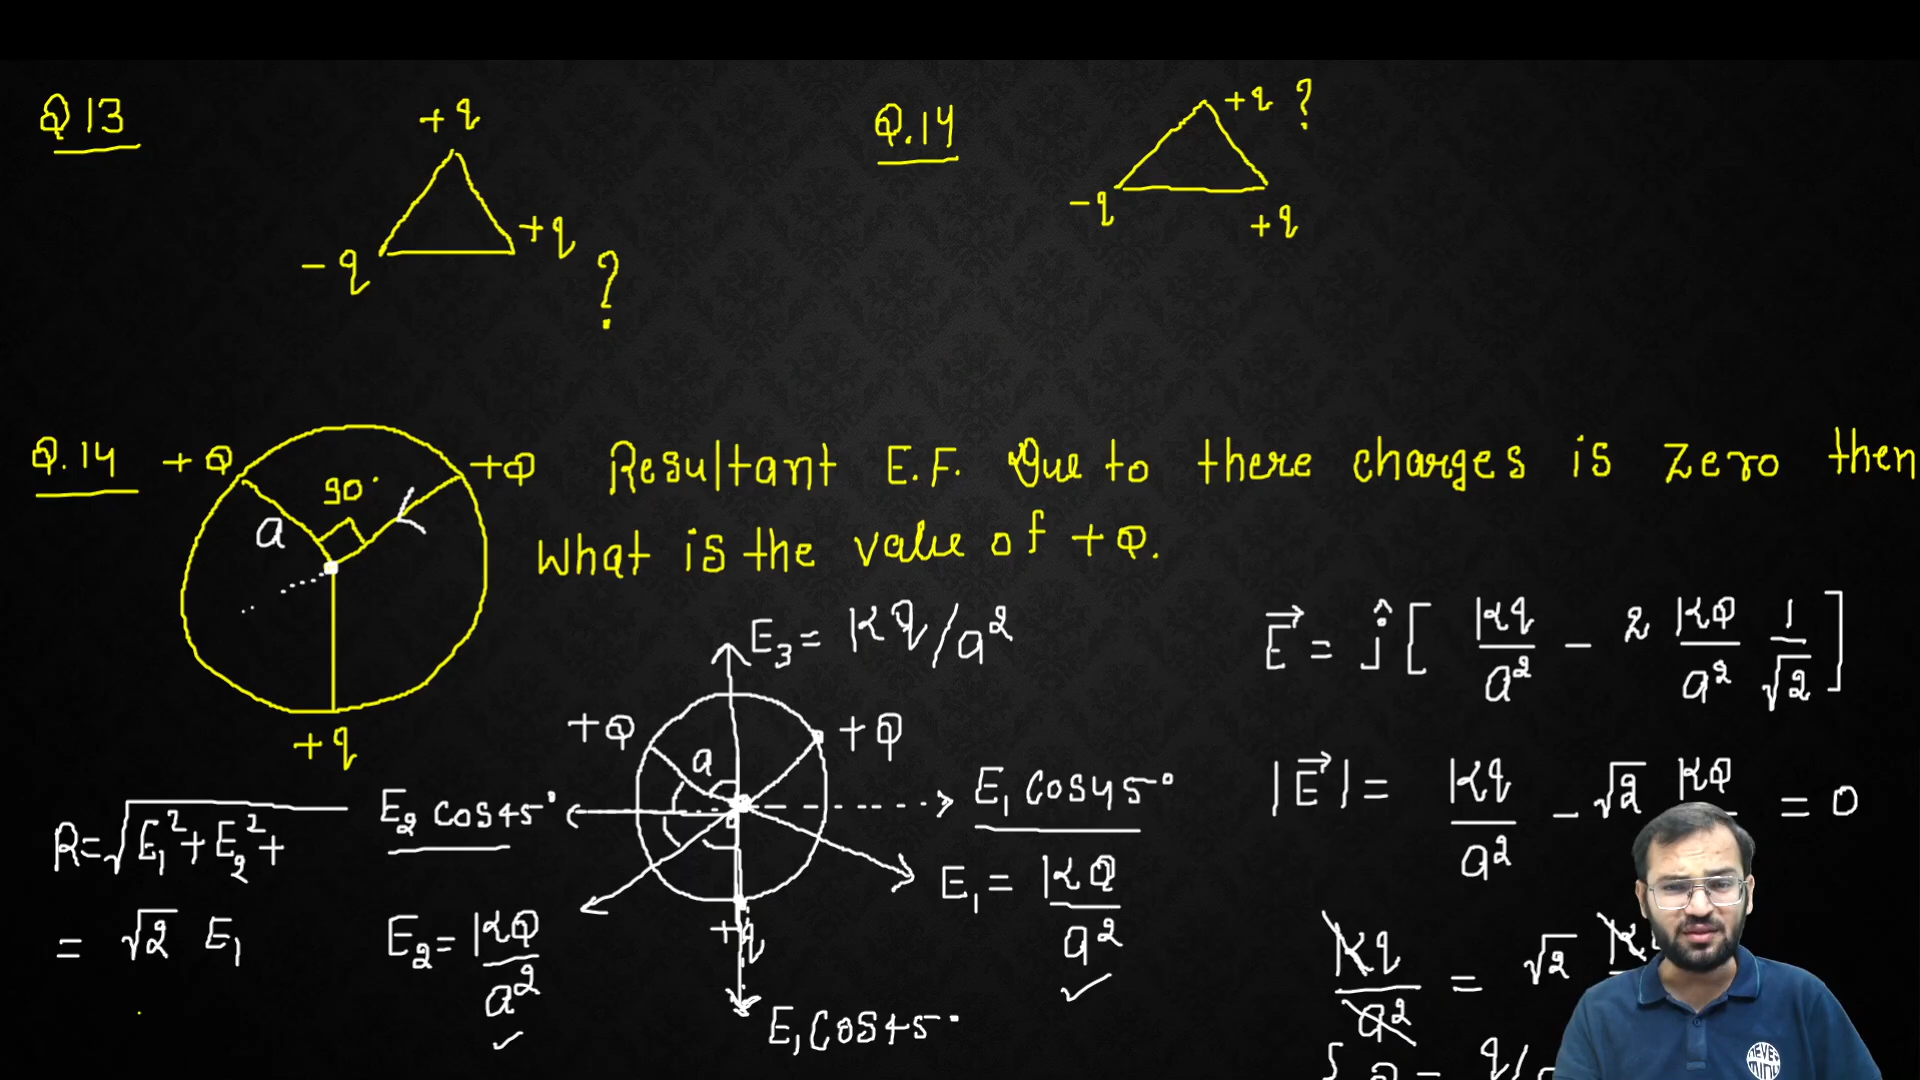 Q 13
+q
-q
+q
?
Q.14
+q ?
-q
+q
Q.14
+Q
+Q
90°
a
+q
Resultant E.F. Due to there charges is zero then
What is the value of +Q.
E₃ = Kq/a²
+Q
+Q
a
E₂ cos45°
E₁ cos45°
E₁ = KQ/a²
E₂ = KQ/a²
+q
E₁ cos45°
R = √E₁² + E₂² +
= √2 E₁
E⃗ = ĵ [ Kq/a² - 2 KQ/a² 1/√2 ]
|E⃗| = Kq/a² - √2 KQ = 0
Kq/a² = √2 K